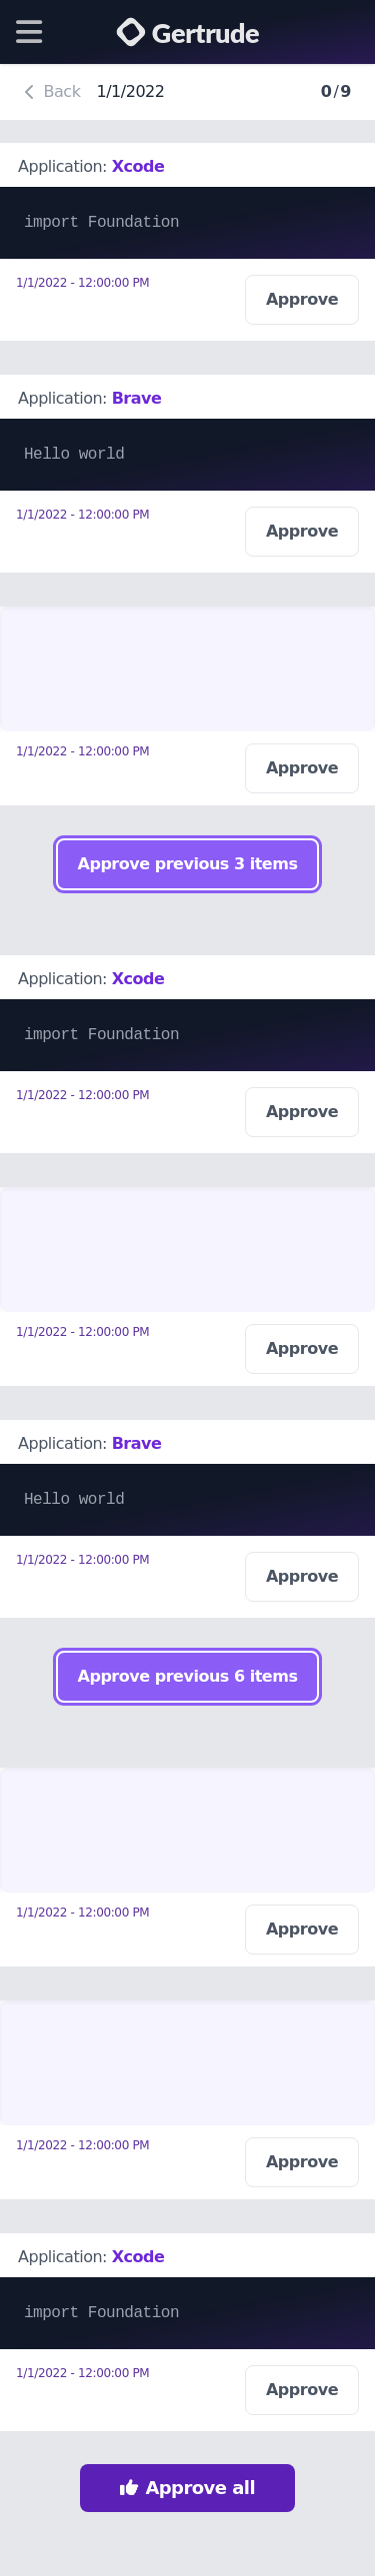 Gertrude
Back 1/1/2022 0/9
Application: Xcode
import Foundation
1/1/2022 - 12:00:00 PM Approve
Application: Brave
Hello world
1/1/2022 - 12:00:00 PM Approve
1/1/2022 - 12:00:00 PM Approve
Approve previous 3 items
Application: Xcode
import Foundation
1/1/2022 - 12:00:00 PM Approve
1/1/2022 - 12:00:00 PM Approve
Application: Brave
Hello world
1/1/2022 - 12:00:00 PM Approve
Approve previous 6 items
1/1/2022 - 12:00:00 PM Approve
1/1/2022 - 12:00:00 PM Approve
Application: Xcode
import Foundation
1/1/2022 - 12:00:00 PM Approve
Approve all